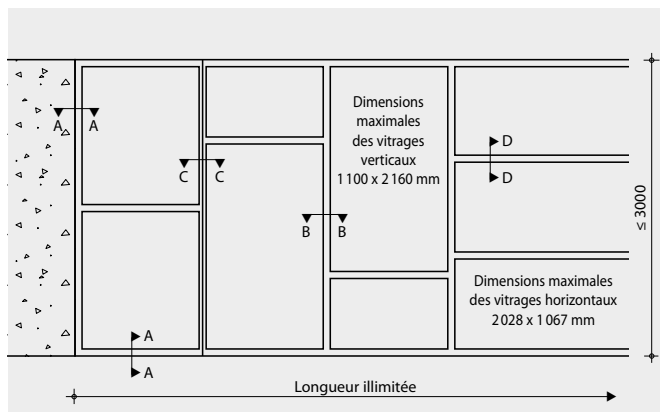 A A
C C
Dimensions
maximales
des vitrages
verticaux
1 100 x 2 160 mm
D
D
B B
≤ 3000
Dimensions maximales
des vitrages horizontaux
2 028 x 1 067 mm
A
A
Longueur illimitée